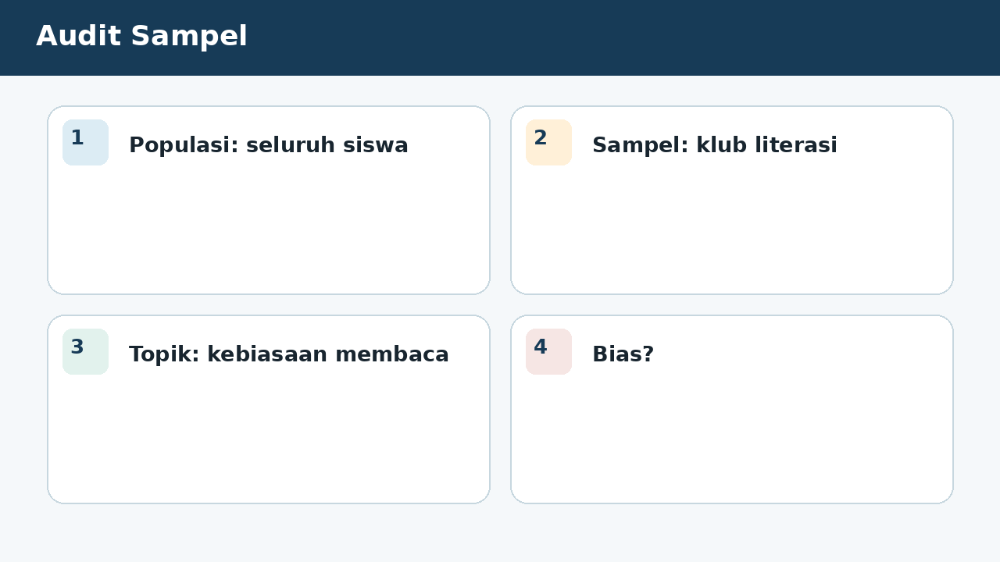 Audit Sampel
1
Populasi: seluruh siswa
2
Sampel: klub literasi
3
Topik: kebiasaan membaca
4
Bias?